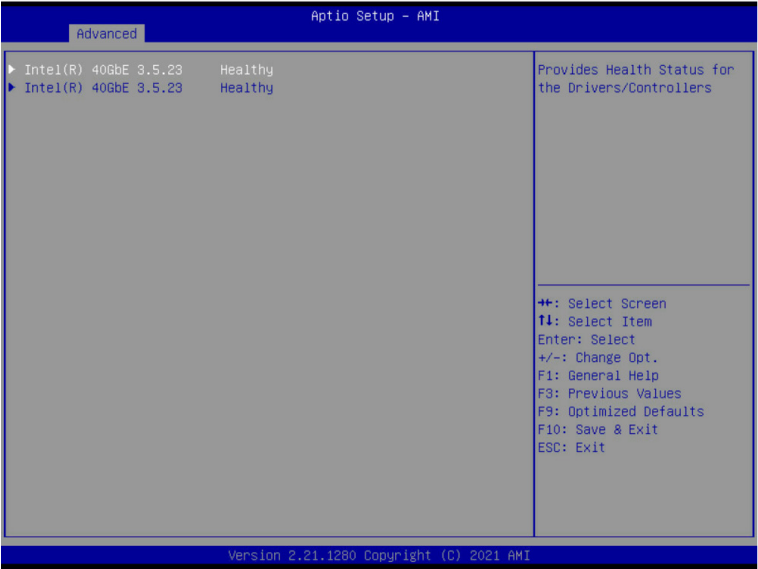 Aptio Setup – AMI
Advanced
Intel(R) 40GbE 3.5.23 Healthy
Intel(R) 40GbE 3.5.23 Healthy
Provides Health Status for
the Drivers/Controllers
→←: Select Screen
↑↓: Select Item
Enter: Select
+/-: Change Opt.
F1: General Help
F3: Previous Values
F9: Optimized Defaults
F10: Save & Exit
ESC: Exit
Version 2.21.1280 Copyright (C) 2021 AMI